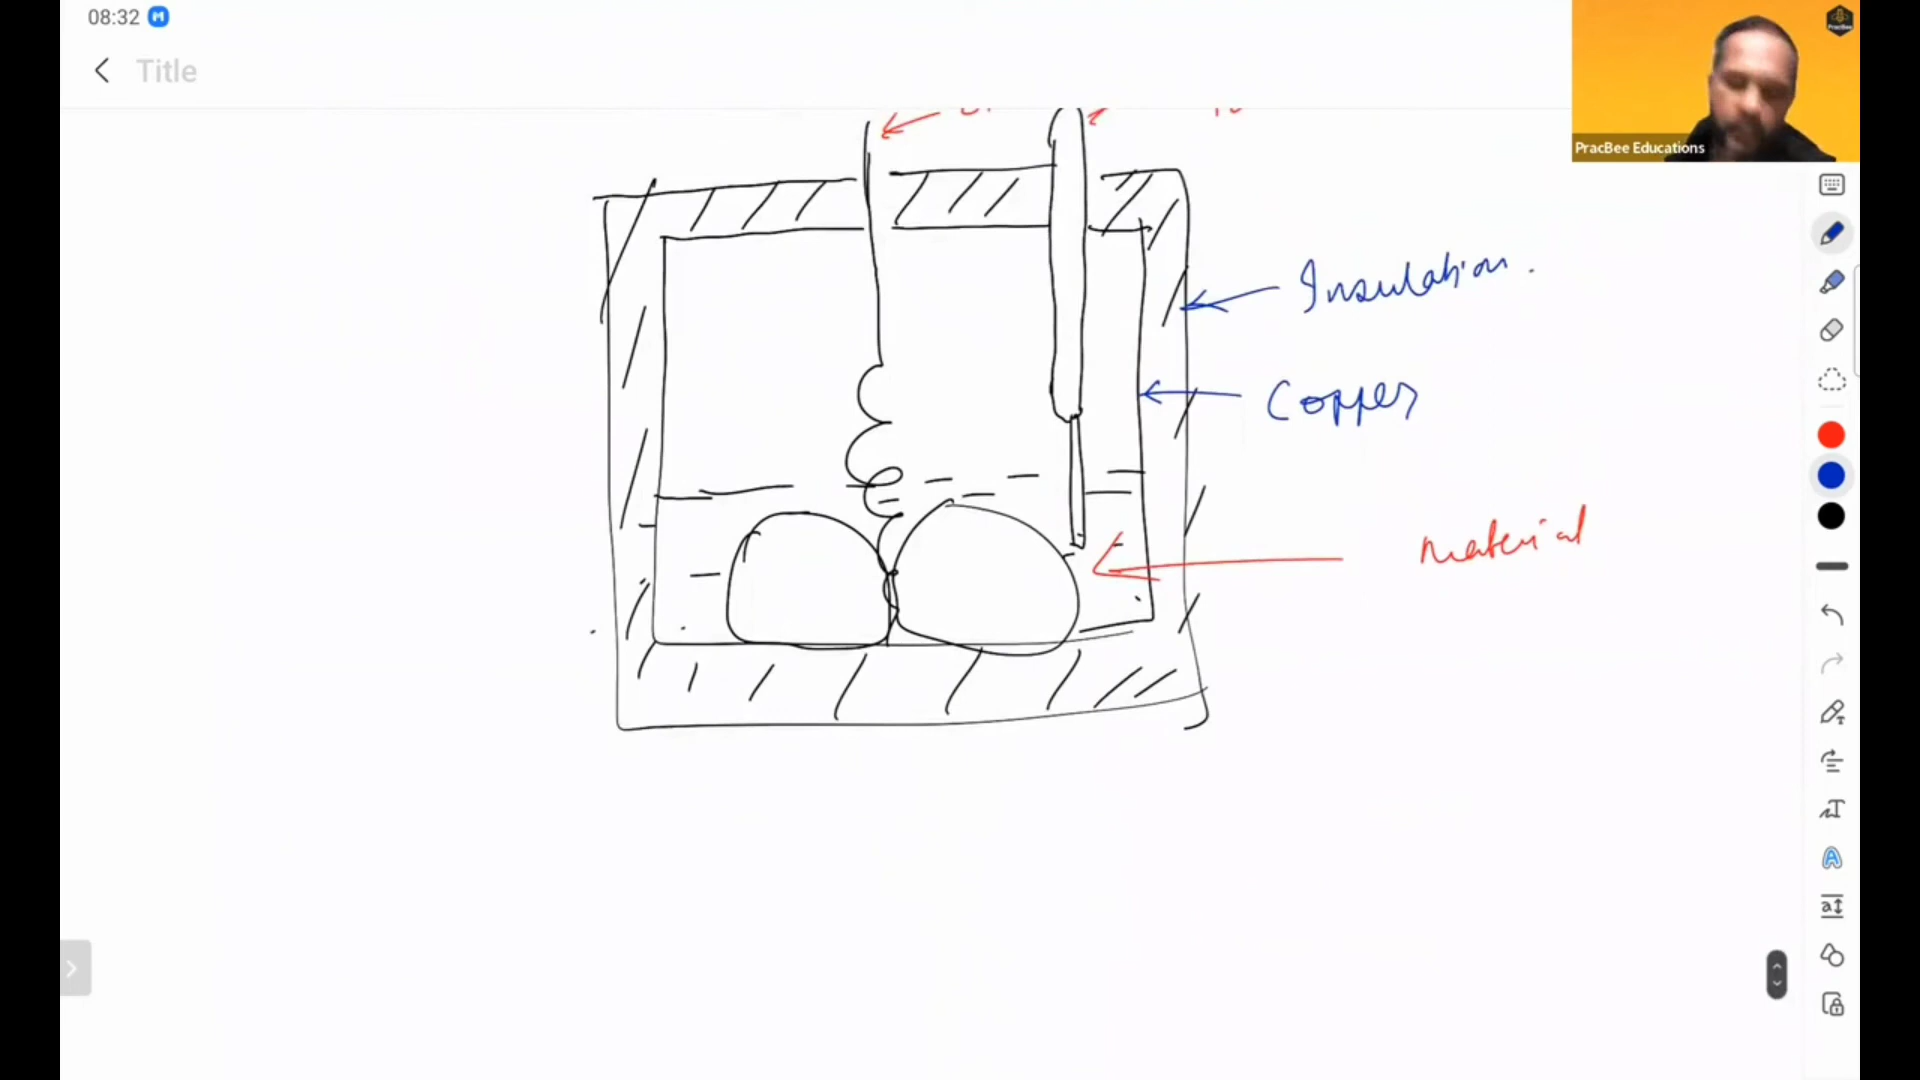 08:32
Title
PracBee Educations
Insulation.
Copper
Material